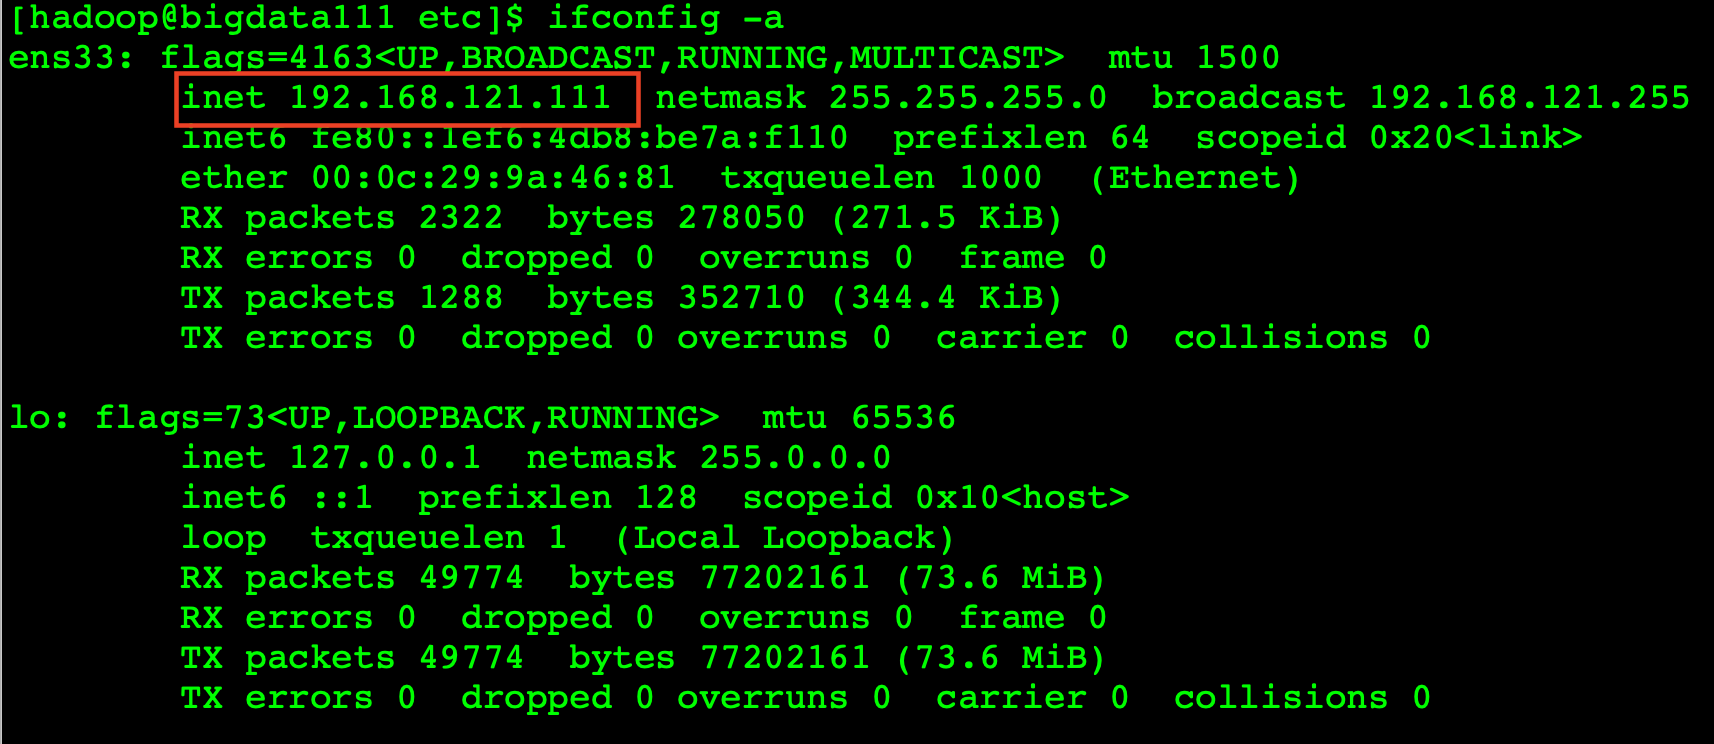 [hadoop@bigdata111 etc]$ ifconfig -a
ens33: flags=4163<UP,BROADCAST,RUNNING,MULTICAST>  mtu 1500
        inet 192.168.121.111  netmask 255.255.255.0  broadcast 192.168.121.255
        inet6 fe80::1ef6:4db8:be7a:f110  prefixlen 64  scopeid 0x20<link>
        ether 00:0c:29:9a:46:81  txqueuelen 1000  (Ethernet)
        RX packets 2322  bytes 278050 (271.5 KiB)
        RX errors 0  dropped 0  overruns 0  frame 0
        TX packets 1288  bytes 352710 (344.4 KiB)
        TX errors 0  dropped 0 overruns 0  carrier 0  collisions 0

lo: flags=73<UP,LOOPBACK,RUNNING>  mtu 65536
        inet 127.0.0.1  netmask 255.0.0.0
        inet6 ::1  prefixlen 128  scopeid 0x10<host>
        loop  txqueuelen 1  (Local Loopback)
        RX packets 49774  bytes 77202161 (73.6 MiB)
        RX errors 0  dropped 0  overruns 0  frame 0
        TX packets 49774  bytes 77202161 (73.6 MiB)
        TX errors 0  dropped 0 overruns 0  carrier 0  collisions 0